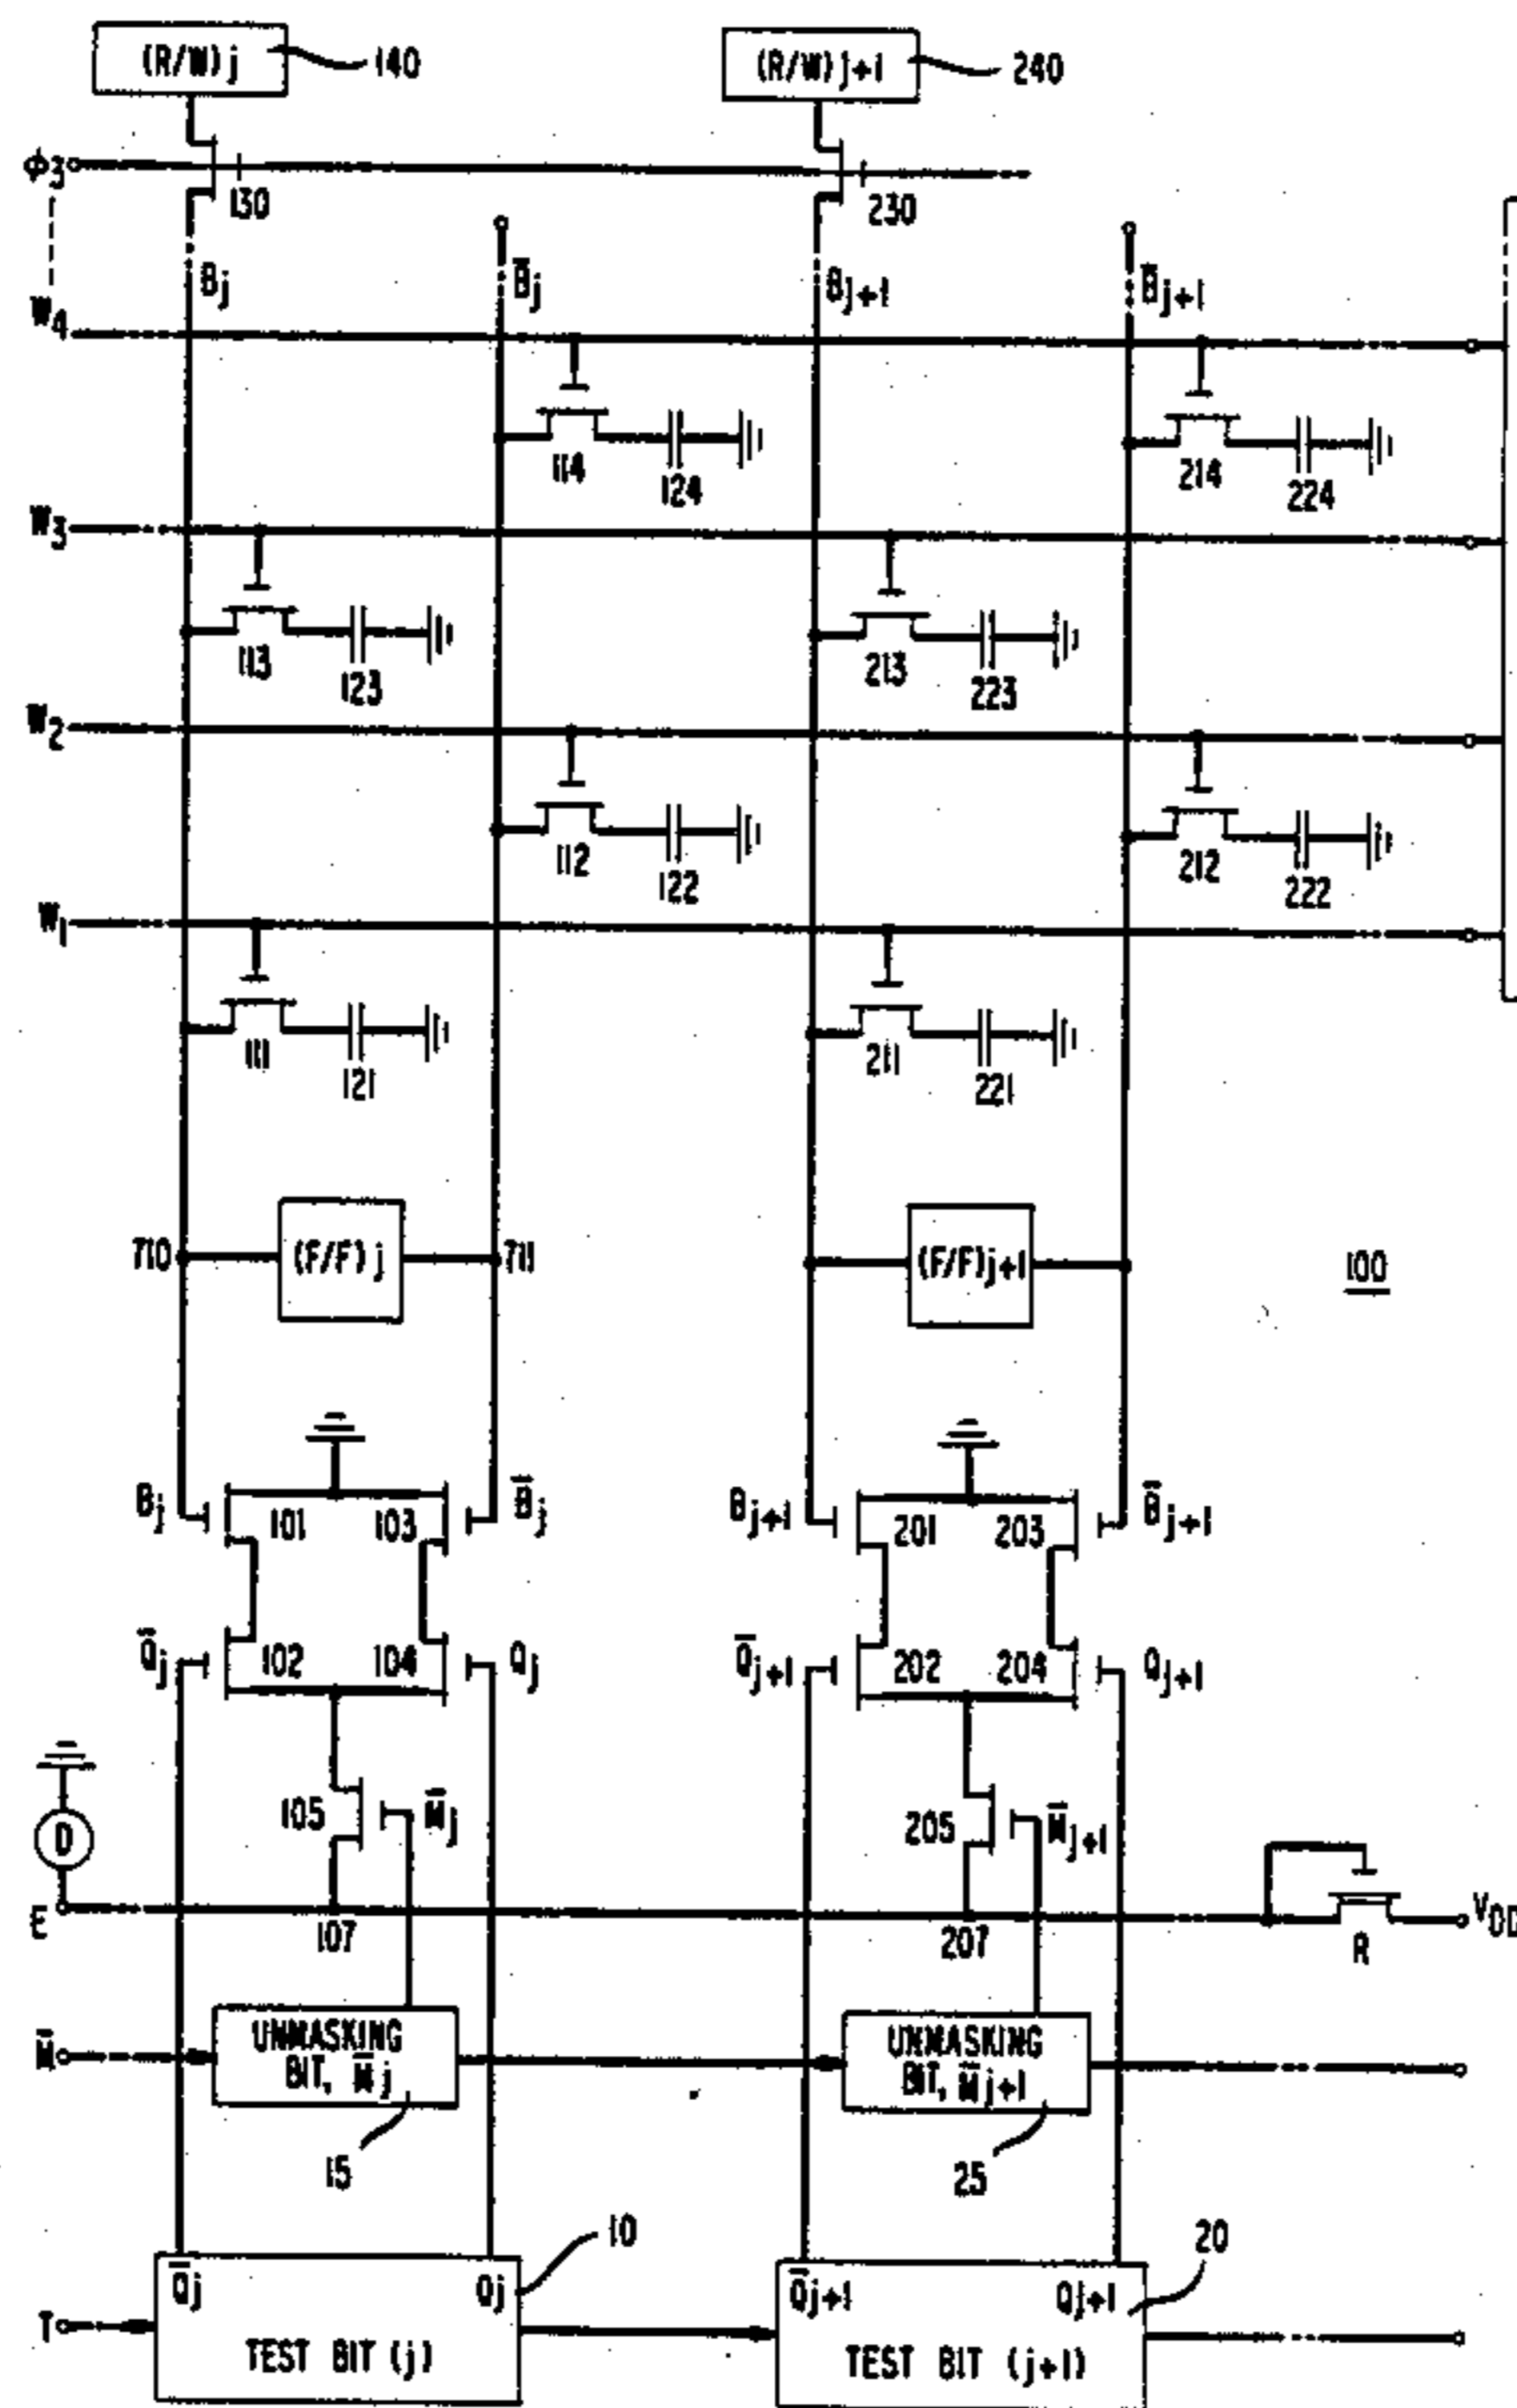 (R/W)j 140
(R/W)j+1 240
ϕ3
130
230
Bj
B̅j
Bj+1
B̅j+1
W4
114
124
214
224
W3
113
123
213
223
W2
112
122
212
222
W1
111
121
211
221
710 (F/F)j 711
(F/F)j+1
100
Bj 101 103 B̅j
Bj+1 201 203 B̅j+1
Q̅j 102 104 Qj
Q̅j+1 202 204 Qj+1
D
105 M̅j
205 M̅j+1
E
107
207
R
VDD
M̅
UNMASKING
BIT, M̅j
UNMASKING
BIT, M̅j+1
15
25
10
20
Q̅j Qj
Q̅j+1 Qj+1
T
TEST BIT (j)
TEST BIT (j+1)